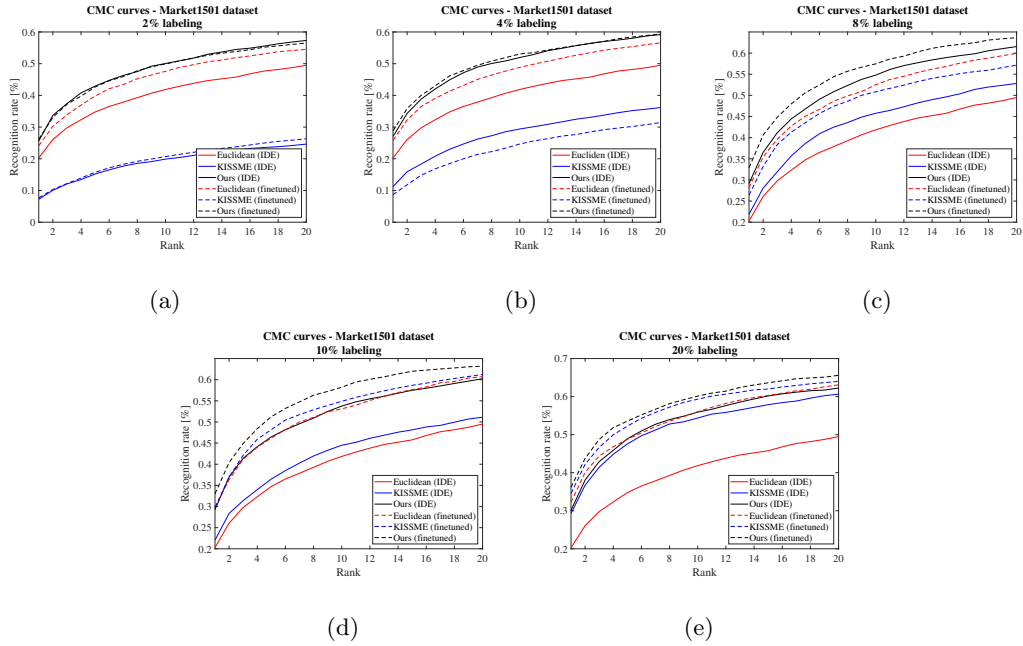 CMC curves - Market1501 dataset
2% labeling
0.6
0.5
0.4
0.3
0.2
0.1
0
Recognition rate [%]
2 4 6 8 10 12 14 16 18 20
Rank
Euclidean (IDE)
KISSME (IDE)
Ours (IDE)
Euclidean (finetuned)
KISSME (finetuned)
Ours (finetuned)
(a)
CMC curves - Market1501 dataset
4% labeling
0.6
0.5
0.4
0.3
0.2
0.1
0
Recognition rate [%]
2 4 6 8 10 12 14 16 18 20
Rank
Euclidean (IDE)
KISSME (IDE)
Ours (IDE)
Euclidean (finetuned)
KISSME (finetuned)
Ours (finetuned)
(b)
CMC curves - Market1501 dataset
8% labeling
0.6
0.55
0.5
0.45
0.4
0.35
0.3
0.25
0.2
Recognition rate [%]
2 4 6 8 10 12 14 16 18 20
Rank
Euclidean (IDE)
KISSME (IDE)
Ours (IDE)
Euclidean (finetuned)
KISSME (finetuned)
Ours (finetuned)
(c)
CMC curves - Market1501 dataset
10% labeling
0.6
0.55
0.5
0.45
0.4
0.35
0.3
0.25
0.2
Recognition rate [%]
2 4 6 8 10 12 14 16 18 20
Rank
Euclidean (IDE)
KISSME (IDE)
Ours (IDE)
Euclidean (finetuned)
KISSME (finetuned)
Ours (finetuned)
(d)
CMC curves - Market1501 dataset
20% labeling
0.7
0.6
0.5
0.4
0.3
0.2
Recognition rate [%]
2 4 6 8 10 12 14 16 18 20
Rank
Euclidean (IDE)
KISSME (IDE)
Ours (IDE)
Euclidean (finetuned)
KISSME (finetuned)
Ours (finetuned)
(e)